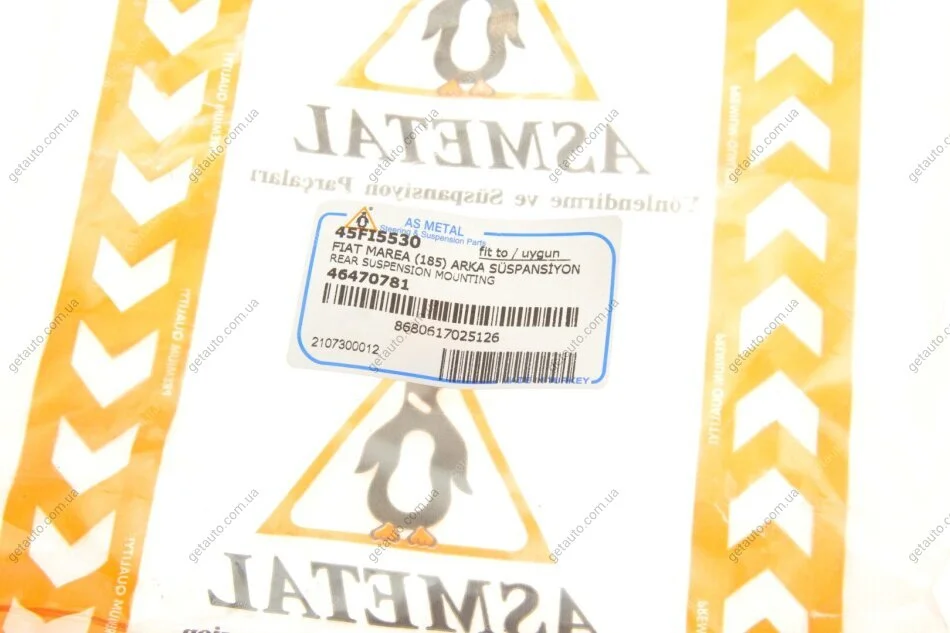 ASMETAL
Yönlendirme ve Süspansiyon Parçaları
AS METAL
Steering & Suspension Parts
45FI5530
fit to / uygun
FIAT MAREA (185) ARKA SÜSPANSİYON
REAR SUSPENSION MOUNTING
46470781
8680617025126
2107300012
MADE IN TURKEY
ASMETAL
getauto.com.ua